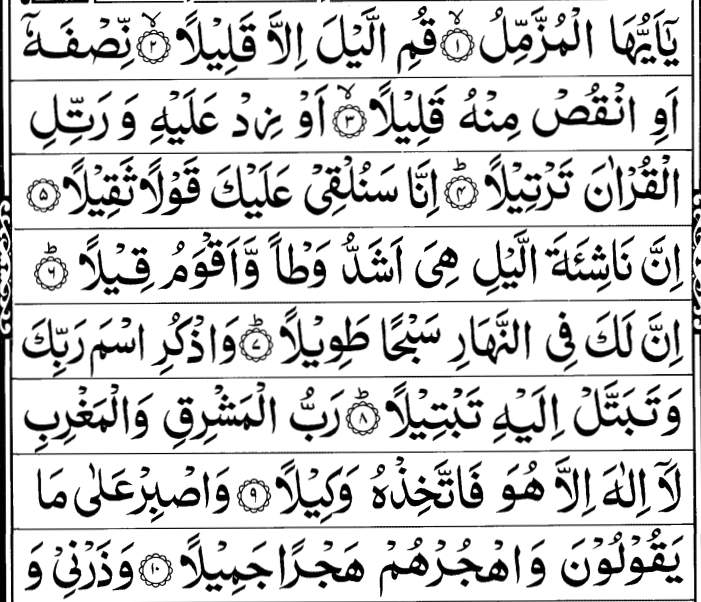 يٰۤاَيُّهَا الْمُزَّمِّلُ ۙ‏﴿۱﴾ قُمِ الَّيْلَ اِلَّا قَلِيْلًا ۙ‏﴿۲﴾ نِّصْفَهٗۤ
اَوِ انْقُصْ مِنْهُ قَلِيْلًا ۙ‏﴿۳﴾ اَوْ زِدْ عَلَيْهِ وَ رَتِّلِ
الْقُرْاٰنَ تَرْتِيْلًا ؕ‏﴿۴﴾ اِنَّا سَنُلْقِىْ عَلَيْكَ قَوْلًا ثَقِيْلًا ‏﴿۵﴾
اِنَّ نَاشِئَةَ الَّيْلِ هِىَ اَشَدُّ وَطْاً وَّاَقْوَمُ قِيْلًا ؕ‏﴿۶﴾
اِنَّ لَكَ فِى النَّهَارِ سَبْحًا طَوِيْلًا ؕ‏﴿۷﴾ وَاذْكُرِ اسْمَ رَبِّكَ
وَتَبَتَّلْ اِلَيْهِ تَبْتِيْلًا ؕ‏﴿۸﴾ رَبُّ الْمَشْرِقِ وَالْمَغْرِبِ
لَاۤ اِلٰهَ اِلَّا هُوَ فَاتَّخِذْهُ وَكِيْلًا ‏﴿۹﴾ وَاصْبِرْ عَلٰى مَا
يَقُوْلُوْنَ وَاهْجُرْهُمْ هَجْرًا جَمِيْلًا ‏﴿۱۰﴾ وَذَرْنِىْ وَ